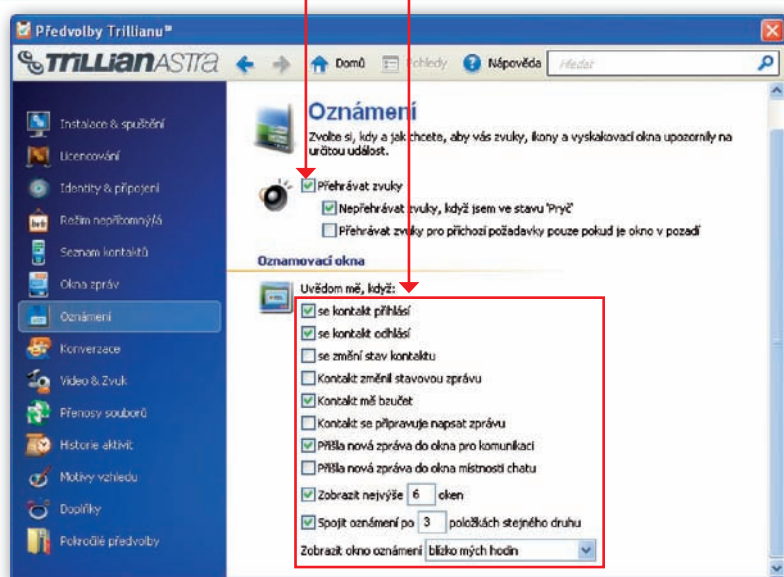 Předvolby Trillianu™
TRILLIAN ASTRA
Domů
Pohledy
Nápověda
Hledat
Instalace & spuštění
Licencování
Identity & připojení
Režim nepřítomný/á
Seznam kontaktů
Okna zpráv
Oznámení
Konverzace
Video & Zvuk
Přenosy souborů
Historie aktivit
Motivy vzhledu
Doplňky
Pokročilé předvolby
Oznámení
Zvolte si, kdy a jak chcete, aby vás zvuky, ikony a vyskakovací okna upozornily na
určitou událost.
Přehrávat zvuky
Nepřehrávat zvuky, když jsem ve stavu 'Pryč'
Přehrávat zvuky pro příchozí požadavky pouze pokud je okno v pozadí
Oznamovací okna
Uvědom mě, když:
se kontakt přihlásí
se kontakt odhlásí
se změní stav kontaktu
Kontakt změnil stavovou zprávu
Kontakt mě bzučet
Kontakt se připravuje napsat zprávu
Přišla nová zpráva do okna pro komunikaci
Přišla nová zpráva do okna místnosti chatu
Zobrazit nejvýše 6 oken
Spojit oznámení po 3 položkách stejného druhu
Zobrazit okno oznámení blízko mých hodin